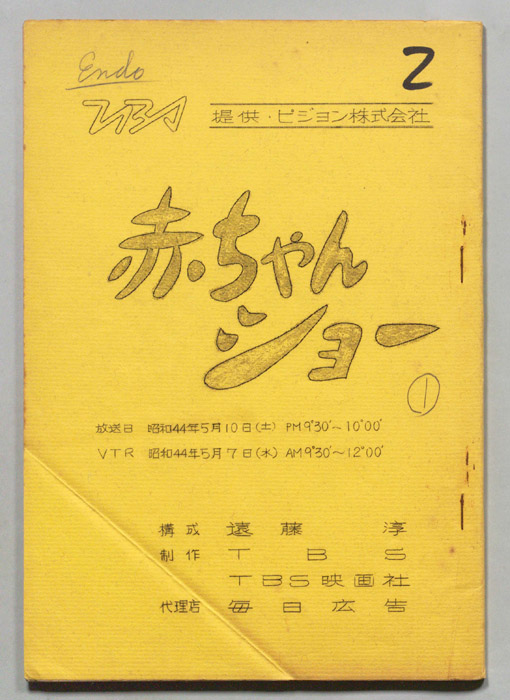 Endo
2
TBS
提供・ピジョン株式会社
赤ちゃん
ショー
①
放送日 昭和44年5月10日(土) PM9°30'~10°00'
VTR 昭和44年5月7日(水) AM9°30'~12°00'
構成 遠藤 淳
制作 TBS
TBS映画社
代理店 毎日広告